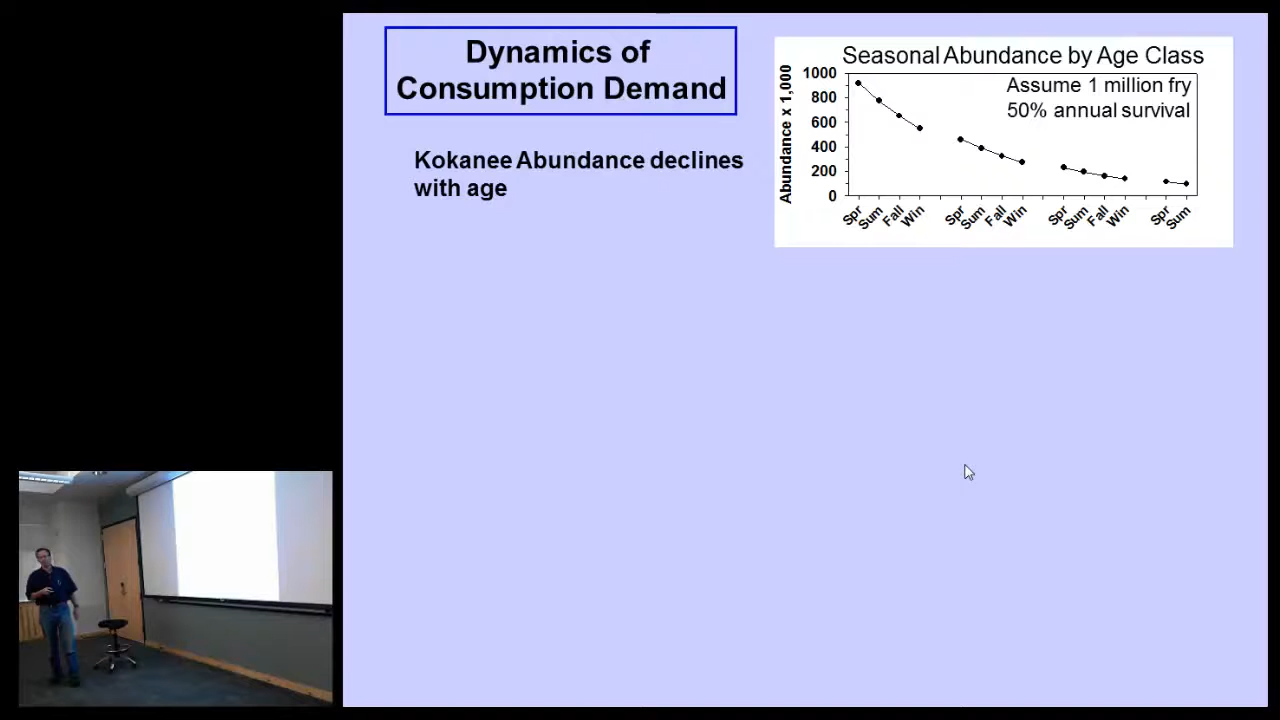 Dynamics of
Consumption Demand
Kokanee Abundance declines
with age
Seasonal Abundance by Age Class
Assume 1 million fry
50% annual survival
Abundance x 1,000
1000
800
600
400
200
0
Spr Sum Fall Win Spr Sum Fall Win Spr Sum Fall Win Spr Sum